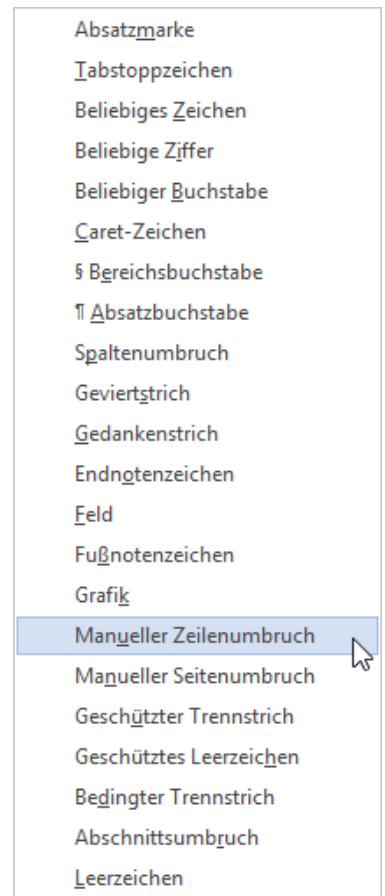 Absatzmarke
Tabstoppzeichen
Beliebiges Zeichen
Beliebige Ziffer
Beliebiger Buchstabe
Caret-Zeichen
§ Bereichsbuchstabe
¶ Absatzbuchstabe
Spaltenumbruch
Geviertstrich
Gedankenstrich
Endnotenzeichen
Feld
Fußnotenzeichen
Grafik
Manueller Zeilenumbruch
Manueller Seitenumbruch
Geschützter Trennstrich
Geschütztes Leerzeichen
Bedingter Trennstrich
Abschnittsumbruch
Leerzeichen